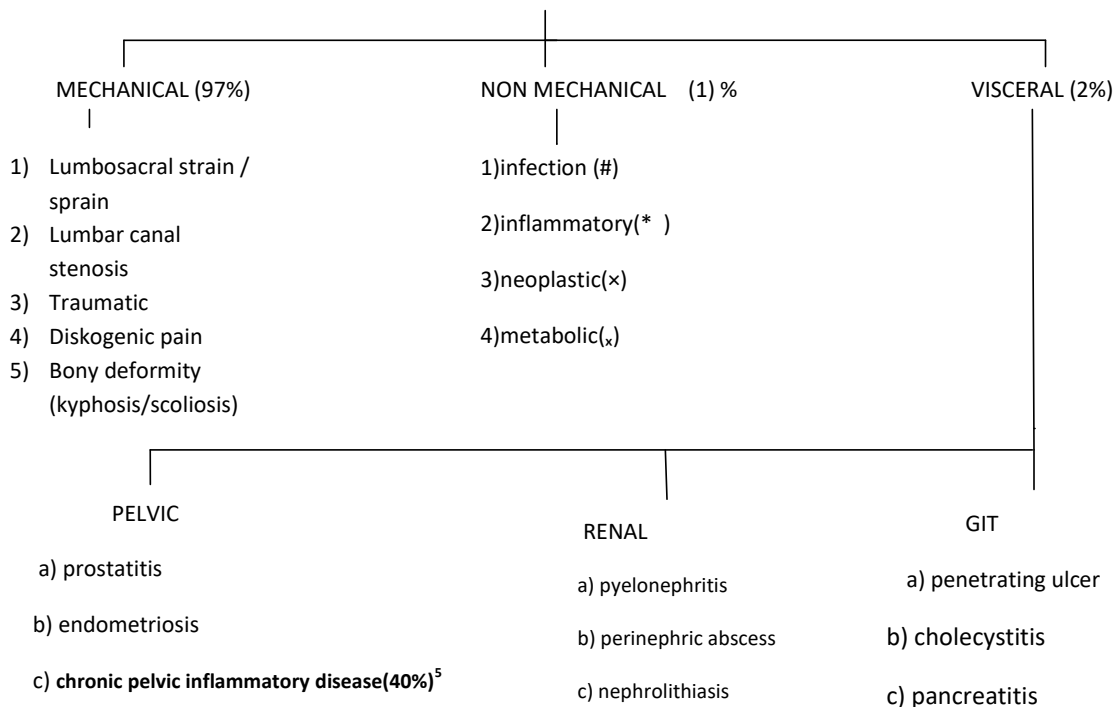 MECHANICAL (97%)
1) Lumbosacral strain /
sprain
2) Lumbar canal
stenosis
3) Traumatic
4) Diskogenic pain
5) Bony deformity
(kyphosis/scoliosis)
NON MECHANICAL (1) %
1)infection (#)
2)inflammatory(* )
3)neoplastic(×)
4)metabolic(ₓ)
VISCERAL (2%)
PELVIC
a) prostatitis
b) endometriosis
c) chronic pelvic inflammatory disease(40%)⁵
RENAL
a) pyelonephritis
b) perinephric abscess
c) nephrolithiasis
GIT
a) penetrating ulcer
b) cholecystitis
c) pancreatitis